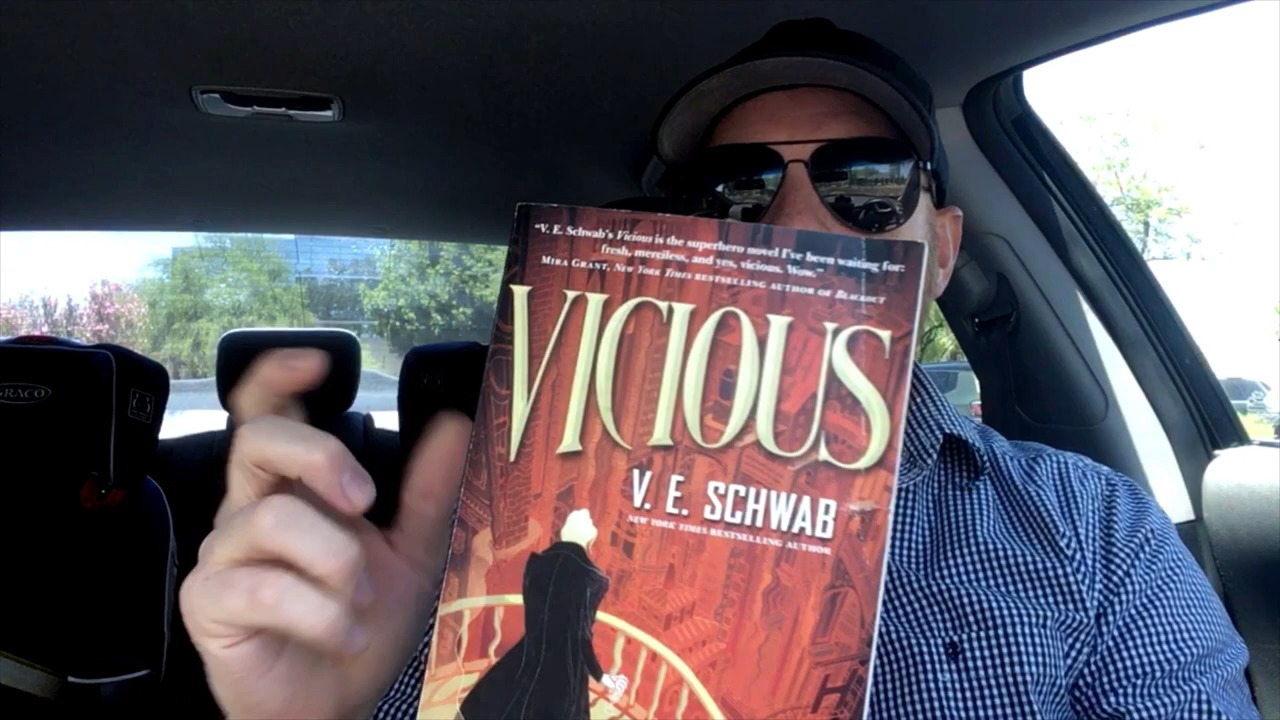 "V. E. Schwab's Vicious is the superhero novel I've been waiting for:
fresh, merciless, and yes, vicious. Wow."
MIRA GRANT, NEW YORK TIMES BESTSELLING AUTHOR OF BLACKOUT
VICIOUS
V. E. SCHWAB
NEW YORK TIMES BESTSELLING AUTHOR
GRACO